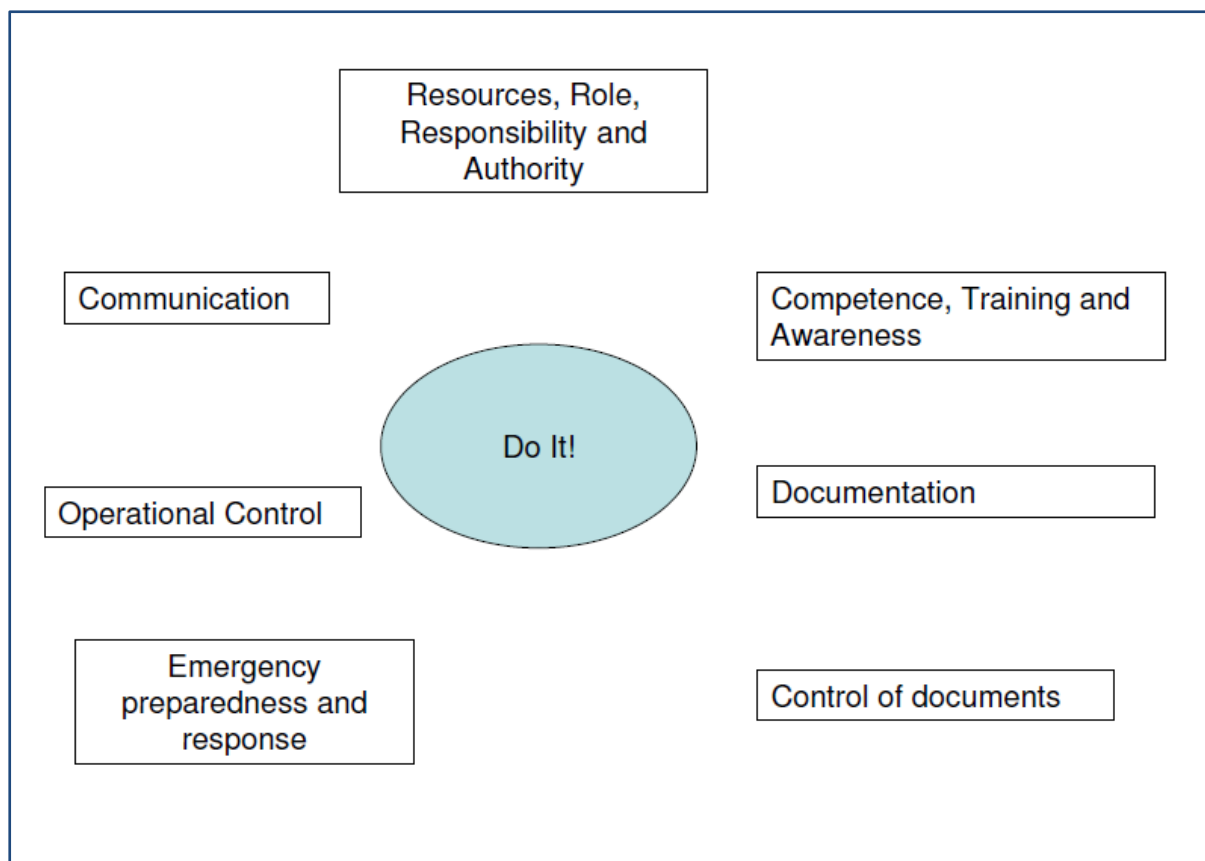 Resources, Role,
Responsibility and
Authority
Communication
Competence, Training and
Awareness
Do It!
Operational Control
Documentation
Emergency
preparedness and
response
Control of documents